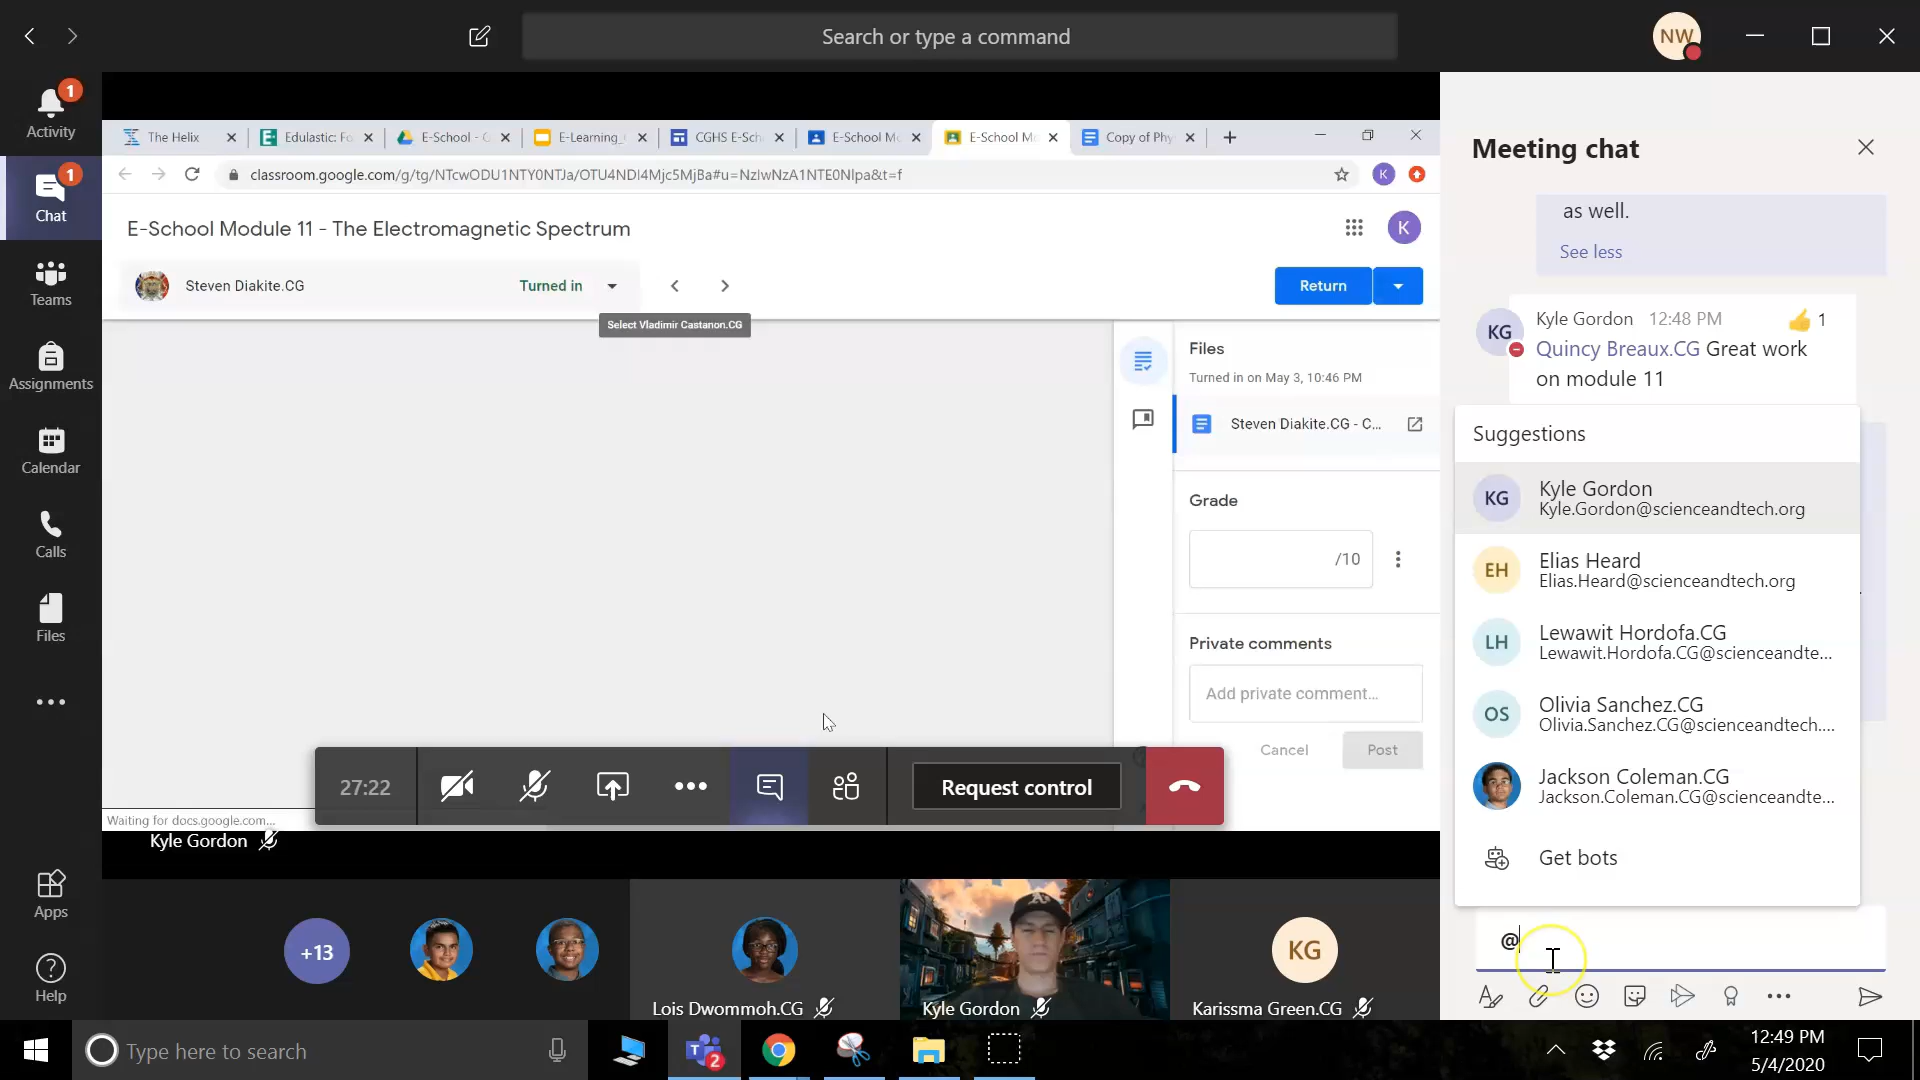 Search or type a command
NW
1
Activity
1
Chat
Teams
Assignments
Calendar
Calls
Files
Apps
Help
The Helix
Edulastic: Fo
E-School - G
E-Learning_
CGHS E-Sch
E-School Mo
E-School Mo
Copy of Phy
K
E-School Module 11 - The Electromagnetic Spectrum
K
Steven Diakite.CG
Turned in
Return
Select Vladimir Castanon.CG
Files
Turned in on May 3, 10:46 PM
Steven Diakite.CG - C...
Grade
/10
Private comments
Add private comment...
Cancel
Post
27:22
Request control
Waiting for docs.google.com...
Kyle Gordon
+13
Lois Dwommoh.CG
Kyle Gordon
KG
Karissma Green.CG
Meeting chat
as well.
See less
KG
Kyle Gordon 12:48 PM
1
Quincy Breaux.CG Great work
on module 11
Suggestions
KG
Kyle Gordon
Kyle.Gordon@scienceandtech.org
EH
Elias Heard
Elias.Heard@scienceandtech.org
LH
Lewawit Hordofa.CG
Lewawit.Hordofa.CG@scienceandte...
OS
Olivia Sanchez.CG
Olivia.Sanchez.CG@scienceandtech....
Jackson Coleman.CG
Jackson.Coleman.CG@scienceandte...
Get bots
@
Type here to search
2
12:49 PM
5/4/2020